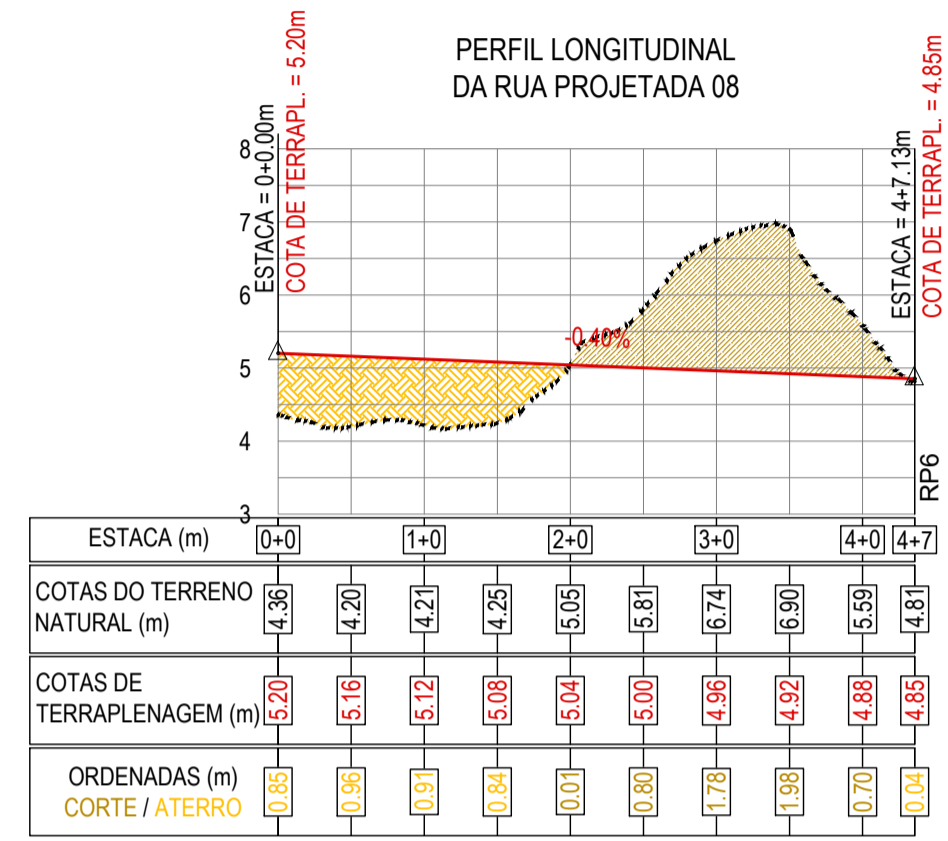 PERFIL LONGITUDINAL
DA RUA PROJETADA 08
ESTACA = 0+0.00m
COTA DE TERRAPL. = 5.20m
ESTACA = 4+7.13m
COTA DE TERRAPL. = 4.85m
8
7
6
5
4
3
-0.40%
RP6
ESTACA (m) 0+0 1+0 2+0 3+0 4+0 4+7
COTAS DO TERRENO
NATURAL (m) 4.36 4.20 4.21 4.25 5.05 5.81 6.74 6.90 5.59 4.81
COTAS DE
TERRAPLENAGEM (m) 5.20 5.16 5.12 5.08 5.04 5.00 4.96 4.92 4.88 4.85
ORDENADAS (m)
CORTE / ATERRO 0.85 0.96 0.91 0.84 0.01 0.80 1.78 1.98 0.70 0.04